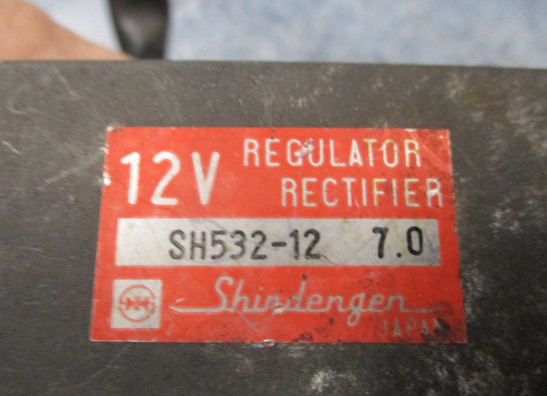 12V REGULATOR
RECTIFIER
SH532-12 7.0
Shindengen
JAPAN